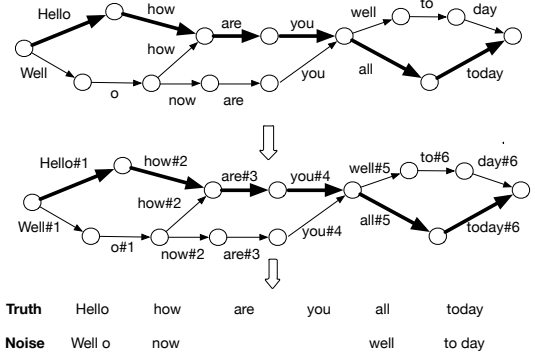 Hello how are you well to day
Well o how now are you all today
Hello#1 how#2 are#3 you#4 well#5 to#6 day#6
Well#1 o#1 how#2 now#2 are#3 you#4 all#5 today#6
Truth Hello how are you all today
Noise Well o now well to day